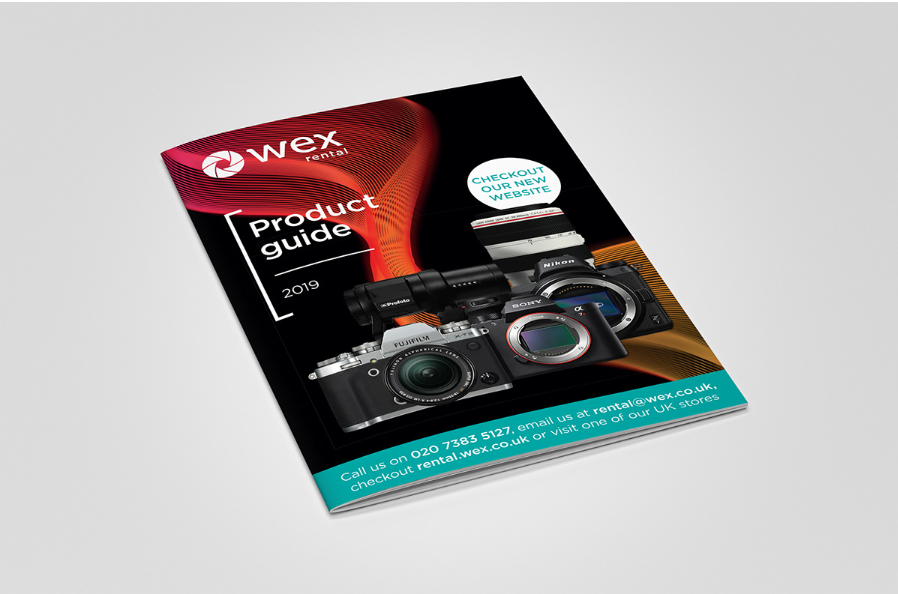 wex
rental
Product
guide
2019
CHECKOUT
OUR NEW
WEBSITE
Nikon
Profoto
SONY
α
7
FUJIFILM
X-T3
Call us on 020 7383 5127, email us at rental@wex.co.uk,
checkout rental.wex.co.uk or visit one of our UK stores